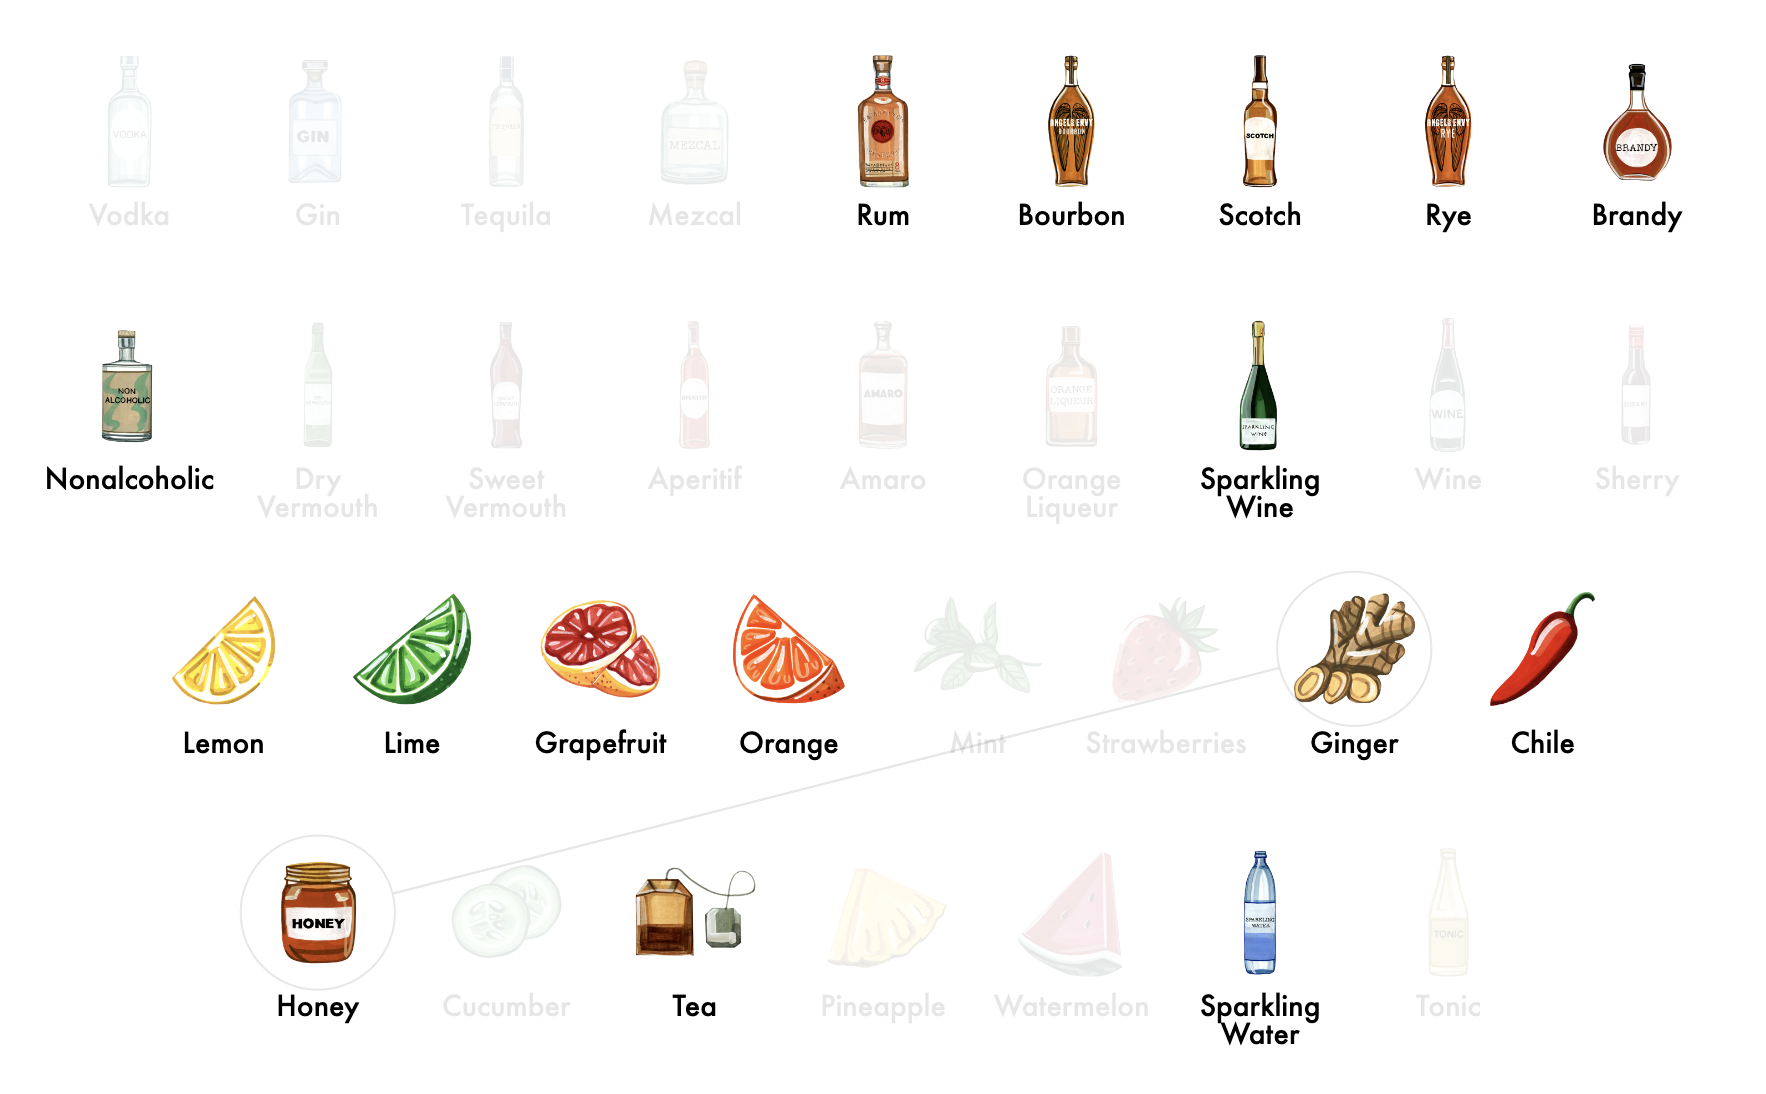 VODKA
GIN
MEZCAL
ANGEL'S ENVY
BOURBON
SCOTCH
ANGEL'S ENVY
RYE
BRANDY
Vodka
Gin
Tequila
Mezcal
Rum
Bourbon
Scotch
Rye
Brandy
NON
ALCOHOLIC
AMARO
ORANGE
LIQUEUR
SPARKLING
WINE
WINE
Nonalcoholic
Dry
Vermouth
Sweet
Vermouth
Aperitif
Amaro
Orange
Liqueur
Sparkling
Wine
Wine
Sherry
Lemon
Lime
Grapefruit
Orange
Mint
Strawberries
Ginger
Chile
HONEY
SPARKLING
WATER
TONIC
Honey
Cucumber
Tea
Pineapple
Watermelon
Sparkling
Water
Tonic